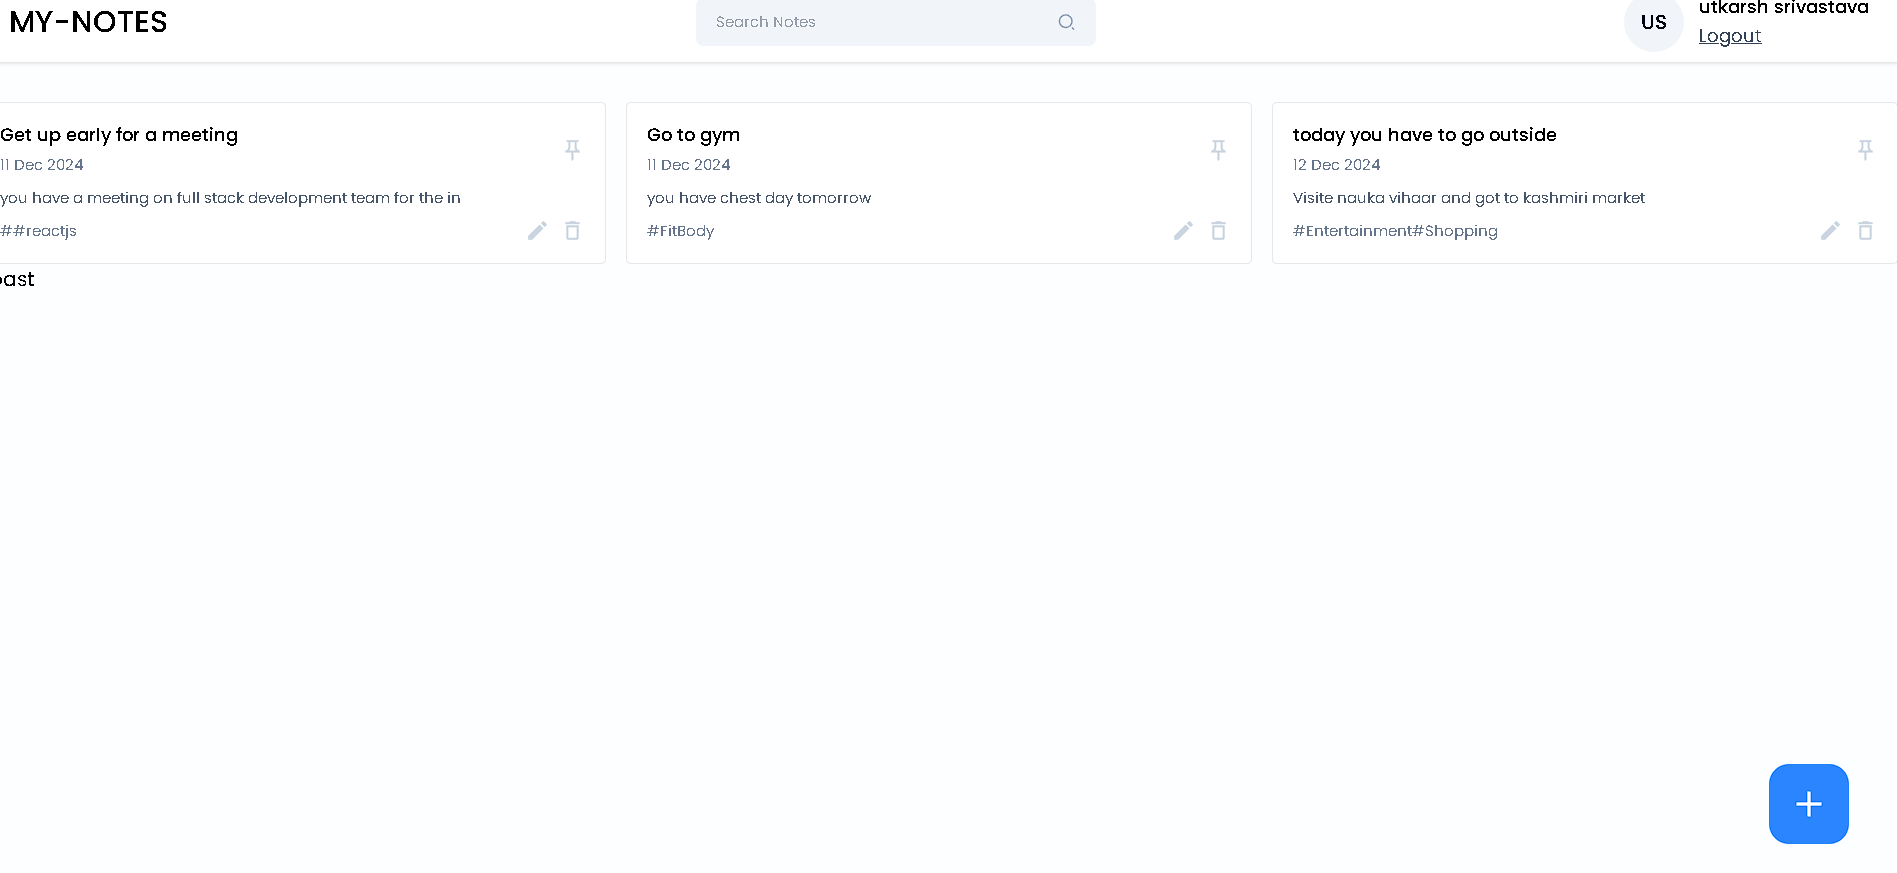 MY-NOTES
Search Notes
US
utkarsh srivastava
Logout
Get up early for a meeting
11 Dec 2024
you have a meeting on full stack development team for the in
##reactjs
Go to gym
11 Dec 2024
you have chest day tomorrow
#FitBody
today you have to go outside
12 Dec 2024
Visite nauka vihaar and got to kashmiri market
#Entertainment#Shopping